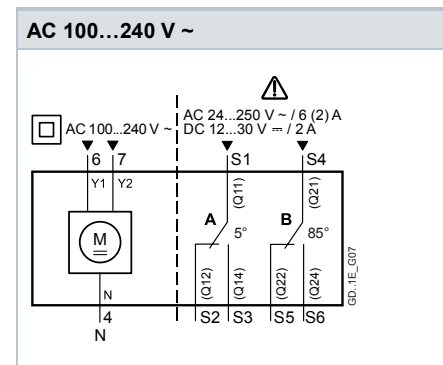 AC 100...240 V ~
AC 24...250 V ~ / 6 (2) A
AC 100...240 V ~
DC 12...30 V ⎓ / 2 A
6 7 S1 S4
Y1 Y2 (Q11) (Q21)
A B
M 5° 85°
(Q12) (Q14) (Q22) (Q24)
N
4 S2 S3 S5 S6
N
GD..1E_G07